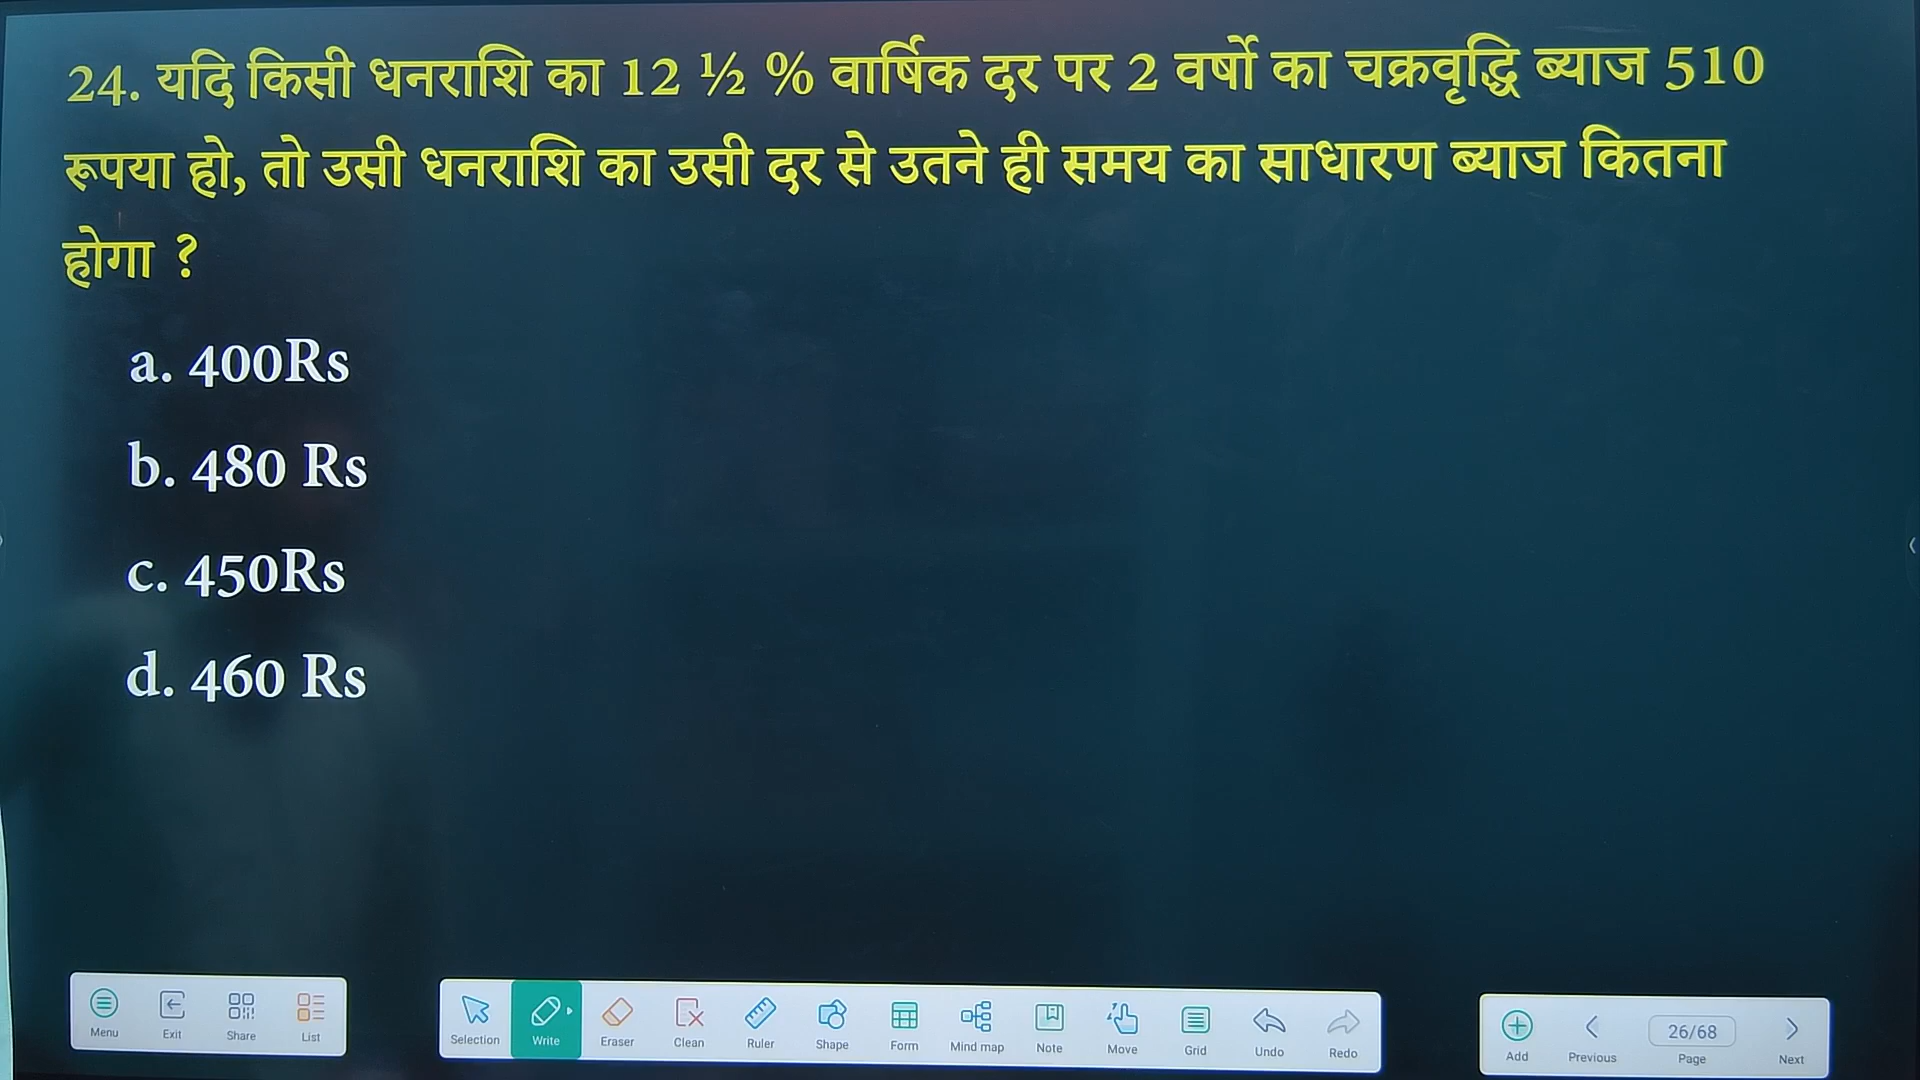 24. यदि किसी धनराशि का 12 ½ % वार्षिक दर पर 2 वर्षो का चक्रवृद्धि ब्याज 510
रूपया हो, तो उसी धनराशि का उसी दर से उतने ही समय का साधारण ब्याज कितना
होगा ?
a. 400Rs
b. 480 Rs
c. 450Rs
d. 460 Rs
Menu Exit Share List Selection Write Eraser Clean Ruler Shape Form Mind map Note Move Grid Undo Redo Add Previous 26/68 Page Next